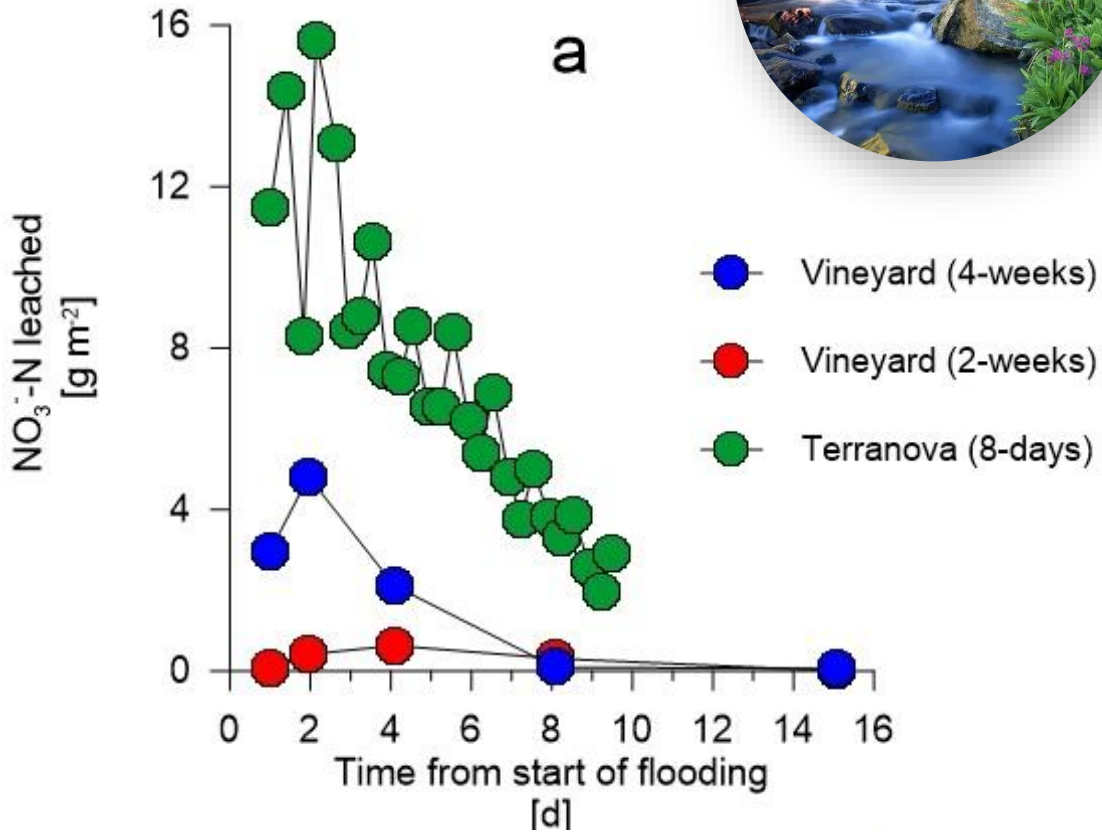 a
16
12
8
4
0
NO₃⁻-N leached
[g m⁻²]
Vineyard (4-weeks)
Vineyard (2-weeks)
Terranova (8-days)
0 2 4 6 8 10 12 14 16
Time from start of flooding
[d]